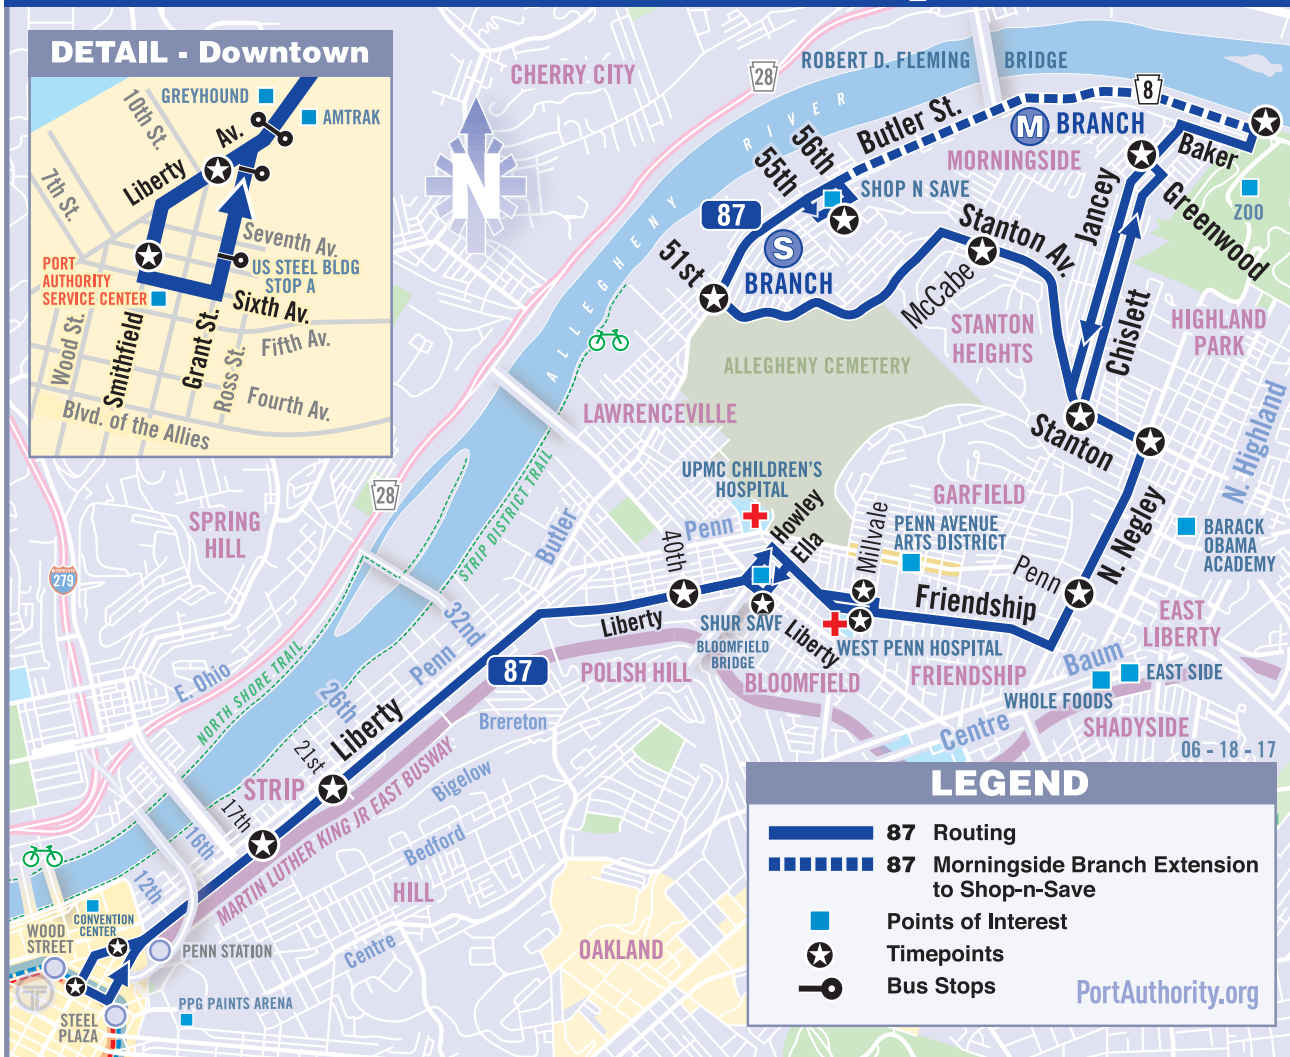 DETAIL - Downtown
GREYHOUND
AMTRAK
10th St.
Av.
Liberty
7th St.
Seventh Av.
PORT
AUTHORITY
SERVICE CENTER
US STEEL BLDG
STOP A
Sixth Av.
Wood St.
Smithfield
Grant St.
Ross St.
Fifth Av.
Fourth Av.
Blvd. of the Allies
CHERRY CITY
28
ROBERT D. FLEMING BRIDGE
ALLEGHENY RIVER
N
Butler St.
8
M BRANCH
MORNINGSIDE
Baker
56th
55th
SHOP N SAVE
87
S
BRANCH
51st
Stanton Av.
McCabe
Jancey
Greenwood
ZOO
Chislett
STANTON
HEIGHTS
HIGHLAND
PARK
ALLEGHENY CEMETERY
LAWRENCEVILLE
Stanton
N. Highland
UPMC CHILDREN'S
HOSPITAL
Penn
Howley
Ella
GARFIELD
Millvale
PENN AVENUE
ARTS DISTRICT
N. Negley
BARACK
OBAMA
ACADEMY
28
SPRING
HILL
INTERSTATE
279
STRIP DISTRICT TRAIL
Butler
40th
Penn
Friendship
EAST
LIBERTY
Liberty
SHUR SAVE
BLOOMFIELD
BRIDGE
Liberty
WEST PENN HOSPITAL
32nd
Penn
87
POLISH HILL
BLOOMFIELD
FRIENDSHIP
Baum
EAST SIDE
WHOLE FOODS
SHADYSIDE
Centre
06 - 18 - 17
E. Ohio
NORTH SHORE TRAIL
26th
Liberty
Brereton
21st
STRIP
17th
MARTIN LUTHER KING JR EAST BUSWAY
Bigelow
16th
Bedford
12th
HILL
CONVENTION
CENTER
WOOD
STREET
PENN STATION
Centre
OAKLAND
T
PPG PAINTS ARENA
STEEL
PLAZA
LEGEND
87 Routing
87 Morningside Branch Extension
to Shop-n-Save
Points of Interest
Timepoints
Bus Stops
PortAuthority.org